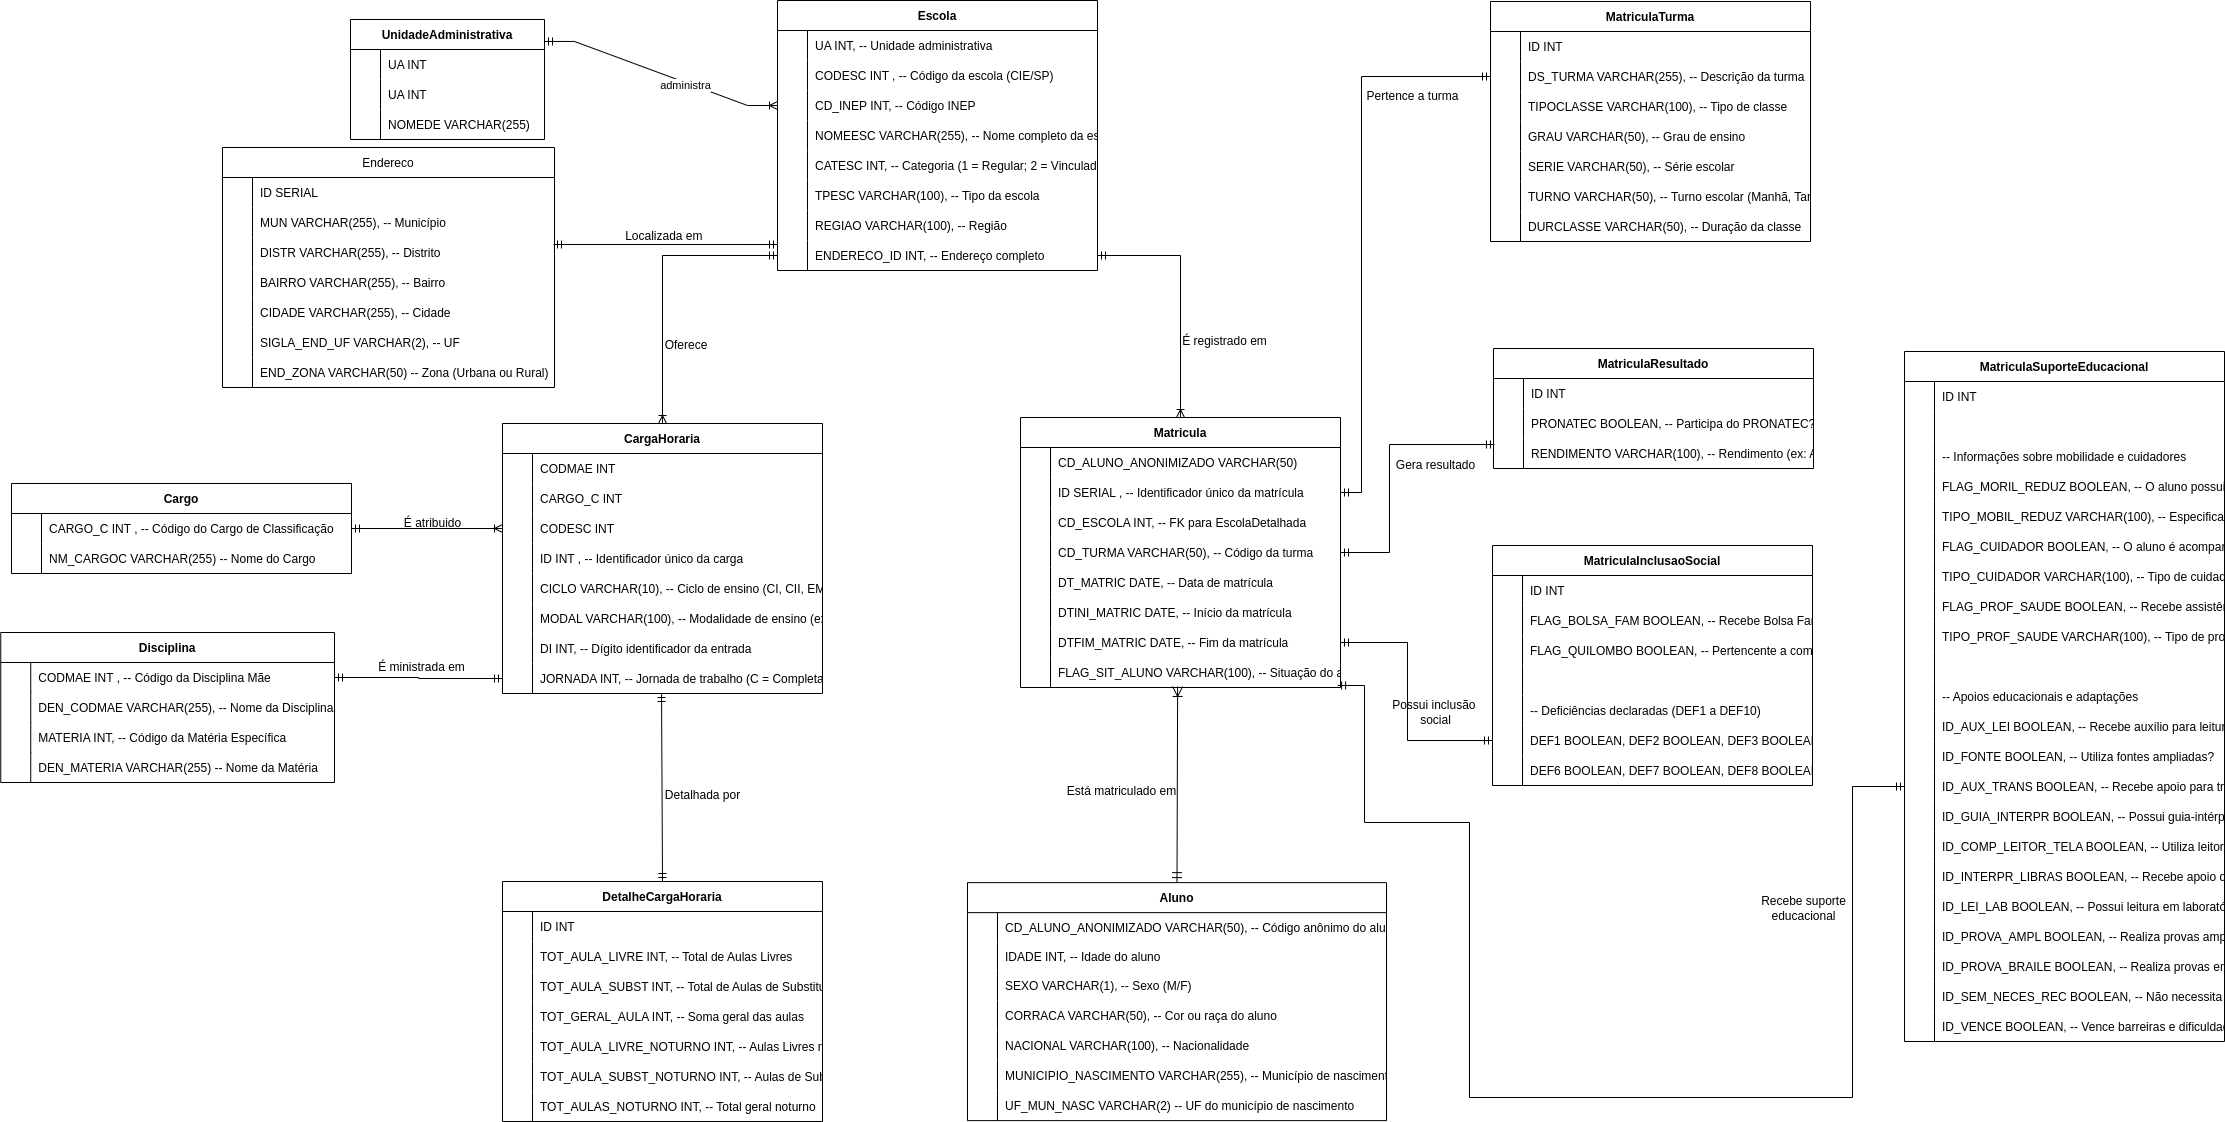 UnidadeAdministrativa
UA INT
UA INT
NOMEDE VARCHAR(255)
administra
Escola
UA INT, -- Unidade administrativa
CODESC INT , -- Código da escola (CIE/SP)
CD_INEP INT, -- Código INEP
NOMEESC VARCHAR(255), -- Nome completo da es
CATESC INT, -- Categoria (1 = Regular; 2 = Vinculad
TPESC VARCHAR(100), -- Tipo da escola
REGIAO VARCHAR(100), -- Região
ENDERECO_ID INT, -- Endereço completo
MatriculaTurma
ID INT
DS_TURMA VARCHAR(255), -- Descrição da turma
TIPOCLASSE VARCHAR(100), -- Tipo de classe
GRAU VARCHAR(50), -- Grau de ensino
SERIE VARCHAR(50), -- Série escolar
TURNO VARCHAR(50), -- Turno escolar (Manhã, Tar
DURCLASSE VARCHAR(50), -- Duração da classe
Pertence a turma
Endereco
ID SERIAL
MUN VARCHAR(255), -- Município
DISTR VARCHAR(255), -- Distrito
BAIRRO VARCHAR(255), -- Bairro
CIDADE VARCHAR(255), -- Cidade
SIGLA_END_UF VARCHAR(2), -- UF
END_ZONA VARCHAR(50) -- Zona (Urbana ou Rural)
Localizada em
Oferece
É registrado em
MatriculaResultado
ID INT
PRONATEC BOOLEAN, -- Participa do PRONATEC?
RENDIMENTO VARCHAR(100), -- Rendimento (ex: A
Gera resultado
MatriculaSuporteEducacional
ID INT
-- Informações sobre mobilidade e cuidadores
FLAG_MORIL_REDUZ BOOLEAN, -- O aluno possui
TIPO_MOBIL_REDUZ VARCHAR(100), -- Especifica
FLAG_CUIDADOR BOOLEAN, -- O aluno é acompar
TIPO_CUIDADOR VARCHAR(100), -- Tipo de cuidad
FLAG_PROF_SAUDE BOOLEAN, -- Recebe assistên
TIPO_PROF_SAUDE VARCHAR(100), -- Tipo de pro
-- Apoios educacionais e adaptações
ID_AUX_LEI BOOLEAN, -- Recebe auxílio para leitur
ID_FONTE BOOLEAN, -- Utiliza fontes ampliadas?
ID_AUX_TRANS BOOLEAN, -- Recebe apoio para tr
ID_GUIA_INTERPR BOOLEAN, -- Possui guia-intérp
ID_COMP_LEITOR_TELA BOOLEAN, -- Utiliza leitor
ID_INTERPR_LIBRAS BOOLEAN, -- Recebe apoio d
ID_LEI_LAB BOOLEAN, -- Possui leitura em laborató
ID_PROVA_AMPL BOOLEAN, -- Realiza provas amp
ID_PROVA_BRAILE BOOLEAN, -- Realiza provas em
ID_SEM_NECES_REC BOOLEAN, -- Não necessita
ID_VENCE BOOLEAN, -- Vence barreiras e dificuldad
CargaHoraria
CODMAE INT
CARGO_C INT
CODESC INT
ID INT , -- Identificador único da carga
CICLO VARCHAR(10), -- Ciclo de ensino (CI, CII, EM
MODAL VARCHAR(100), -- Modalidade de ensino (ex
DI INT, -- Dígito identificador da entrada
JORNADA INT, -- Jornada de trabalho (C = Completa
Matricula
CD_ALUNO_ANONIMIZADO VARCHAR(50)
ID SERIAL , -- Identificador único da matrícula
CD_ESCOLA INT, -- FK para EscolaDetalhada
CD_TURMA VARCHAR(50), -- Código da turma
DT_MATRIC DATE, -- Data de matrícula
DTINI_MATRIC DATE, -- Início da matrícula
DTFIM_MATRIC DATE, -- Fim da matrícula
FLAG_SIT_ALUNO VARCHAR(100), -- Situação do a
Cargo
CARGO_C INT , -- Código do Cargo de Classificação
NM_CARGOC VARCHAR(255) -- Nome do Cargo
É atribuido
MatriculaInclusaoSocial
ID INT
FLAG_BOLSA_FAM BOOLEAN, -- Recebe Bolsa Fam
FLAG_QUILOMBO BOOLEAN, -- Pertencente a com
-- Deficiências declaradas (DEF1 a DEF10)
DEF1 BOOLEAN, DEF2 BOOLEAN, DEF3 BOOLEA
DEF6 BOOLEAN, DEF7 BOOLEAN, DEF8 BOOLEA
Possui inclusão
social
Disciplina
CODMAE INT , -- Código da Disciplina Mãe
DEN_CODMAE VARCHAR(255), -- Nome da Disciplina
MATERIA INT, -- Código da Matéria Específica
DEN_MATERIA VARCHAR(255) -- Nome da Matéria
É ministrada em
Detalhada por
Está matriculado em
DetalheCargaHoraria
ID INT
TOT_AULA_LIVRE INT, -- Total de Aulas Livres
TOT_AULA_SUBST INT, -- Total de Aulas de Substitu
TOT_GERAL_AULA INT, -- Soma geral das aulas
TOT_AULA_LIVRE_NOTURNO INT, -- Aulas Livres n
TOT_AULA_SUBST_NOTURNO INT, -- Aulas de Sub
TOT_AULAS_NOTURNO INT, -- Total geral noturno
Aluno
CD_ALUNO_ANONIMIZADO VARCHAR(50), -- Código anônimo do alu
IDADE INT, -- Idade do aluno
SEXO VARCHAR(1), -- Sexo (M/F)
CORRACA VARCHAR(50), -- Cor ou raça do aluno
NACIONAL VARCHAR(100), -- Nacionalidade
MUNICIPIO_NASCIMENTO VARCHAR(255), -- Município de nasciment
UF_MUN_NASC VARCHAR(2) -- UF do município de nascimento
Recebe suporte
educacional